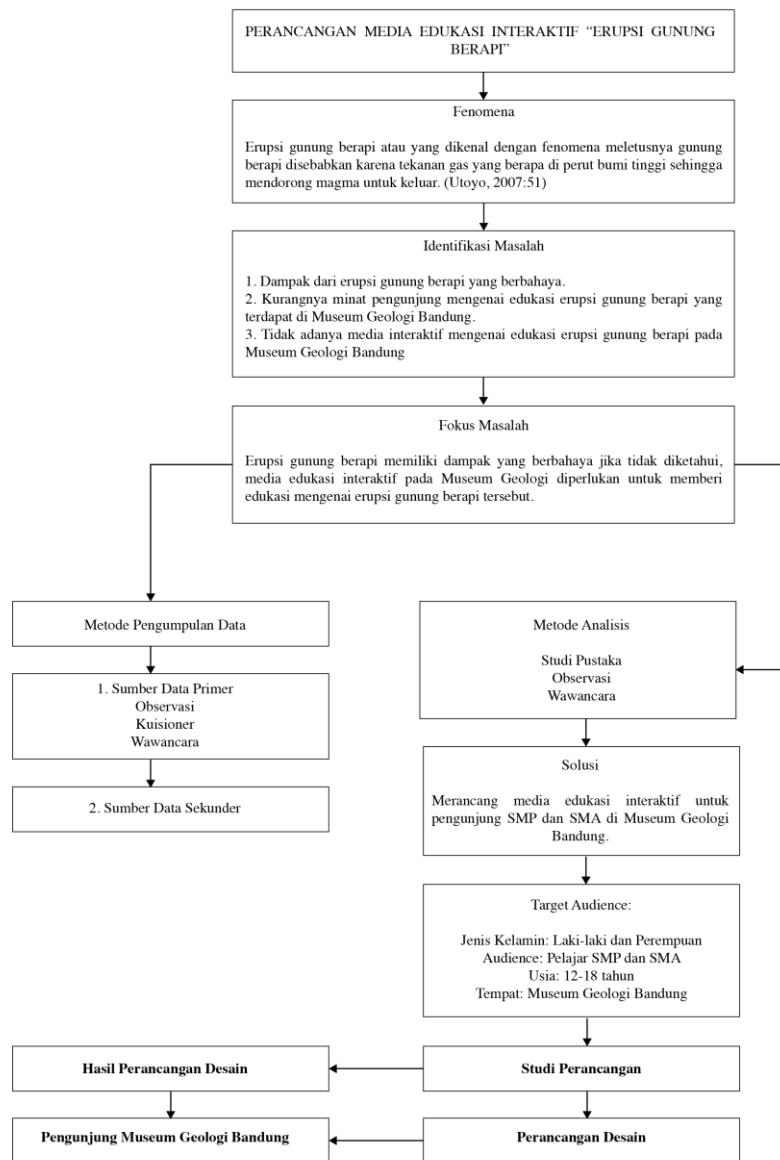 PERANCANGAN MEDIA EDUKASI INTERAKTIF “ERUPSI GUNUNG
BERAPI”
Fenomena
Erupsi gunung berapi atau yang dikenal dengan fenomena meletusnya gunung
berapi disebabkan karena tekanan gas yang berapa di perut bumi tinggi sehingga
mendorong magma untuk keluar. (Utoyo, 2007:51)
Identifikasi Masalah
1. Dampak dari erupsi gunung berapi yang berbahaya.
2. Kurangnya minat pengunjung mengenai edukasi erupsi gunung berapi yang
terdapat di Museum Geologi Bandung.
3. Tidak adanya media interaktif mengenai edukasi erupsi gunung berapi pada
Museum Geologi Bandung
Fokus Masalah
Erupsi gunung berapi memiliki dampak yang berbahaya jika tidak diketahui,
media edukasi interaktif pada Museum Geologi diperlukan untuk memberi
edukasi mengenai erupsi gunung berapi tersebut.
Metode Pengumpulan Data
1. Sumber Data Primer
Observasi
Kuisioner
Wawancara
2. Sumber Data Sekunder
Metode Analisis
Studi Pustaka
Observasi
Wawancara
Solusi
Merancang media edukasi interaktif untuk
pengunjung SMP dan SMA di Museum Geologi
Bandung.
Target Audience:
Jenis Kelamin: Laki-laki dan Perempuan
Audience: Pelajar SMP dan SMA
Usia: 12-18 tahun
Tempat: Museum Geologi Bandung
Hasil Perancangan Desain
Studi Perancangan
Pengunjung Museum Geologi Bandung
Perancangan Desain